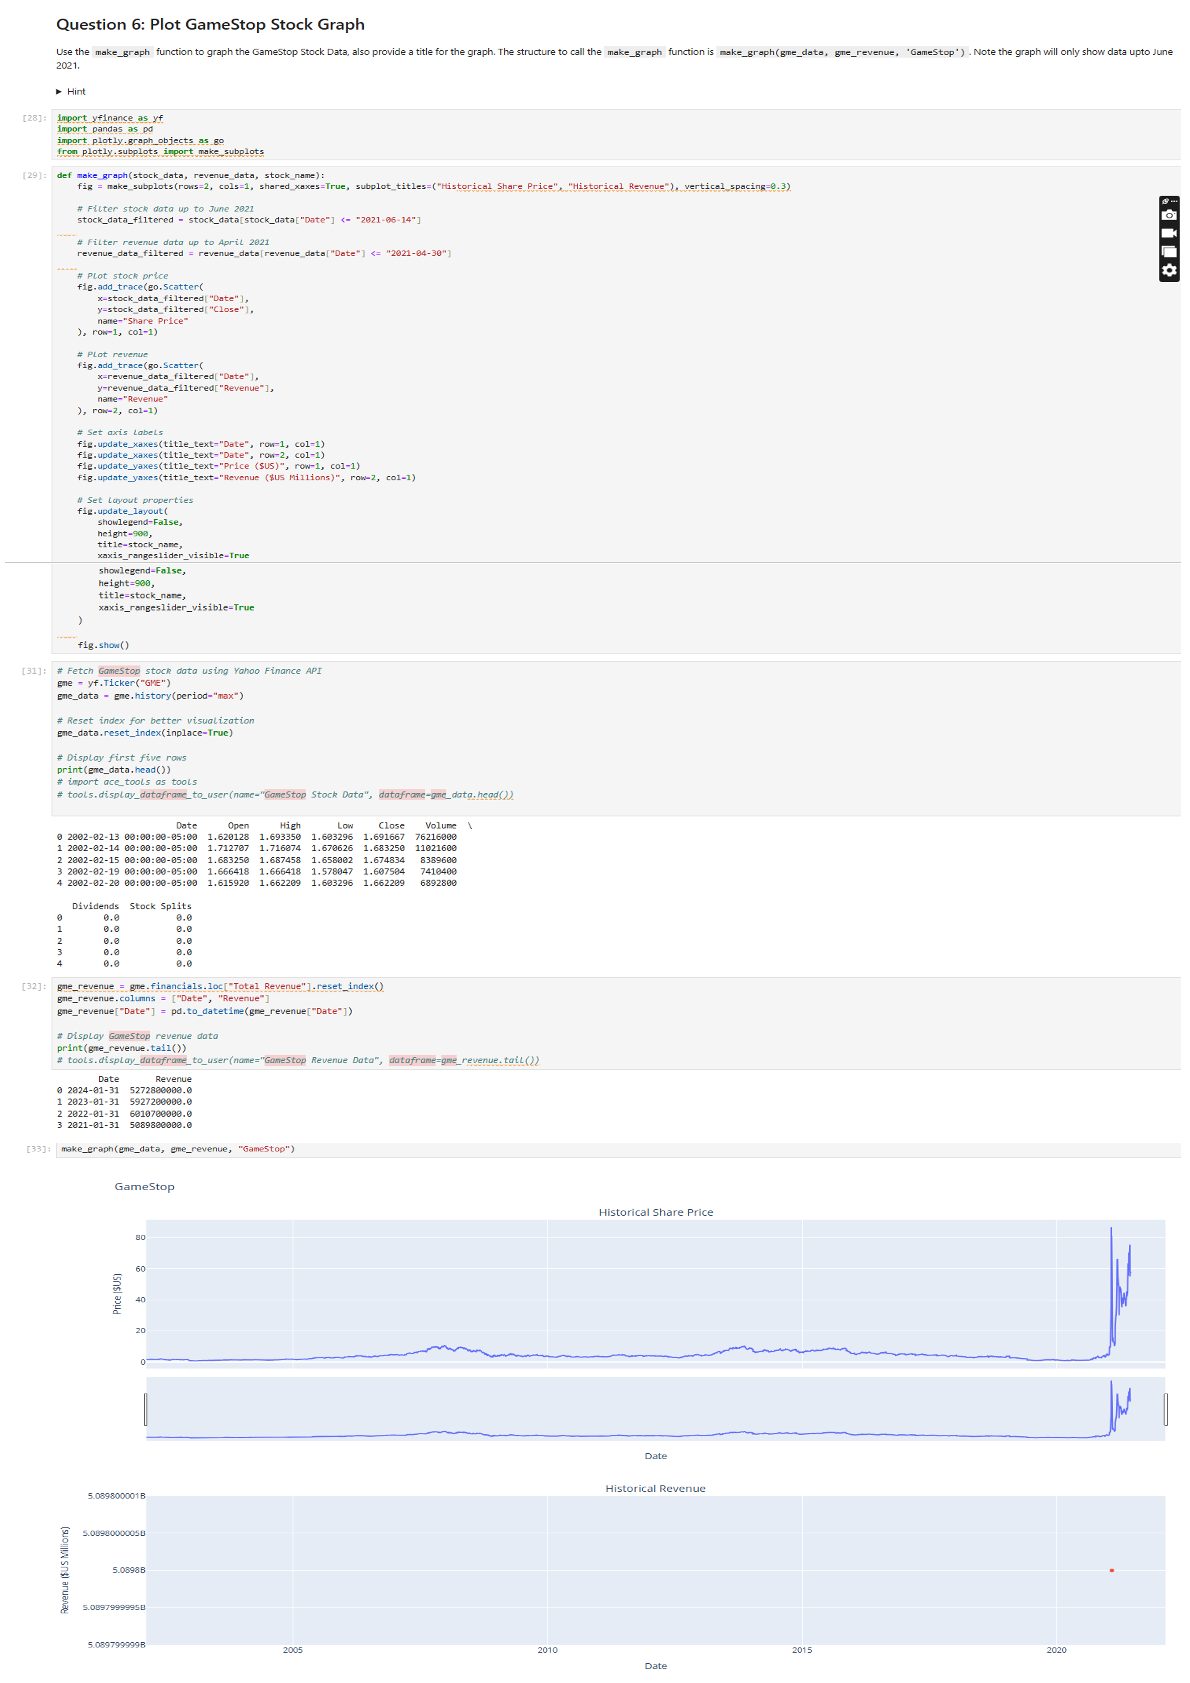 Question 6: Plot GameStop Stock Graph
Use the make_graph function to graph the GameStop Stock Data, also provide a title for the graph. The structure to call the make_graph function is make_graph(gme_data, gme_revenue, 'GameStop') . Note the graph will only show data upto June
2021.
▶ Hint
[28]: import yfinance as yf
import pandas as pd
import plotly.graph_objects as go
from plotly.subplots import make_subplots
[29]: def make_graph(stock_data, revenue_data, stock_name):
fig = make_subplots(rows=2, cols=1, shared_xaxes=True, subplot_titles=("Historical Share Price", "Historical Revenue"), vertical_spacing=0.3)
# Filter stock data up to June 2021
stock_data_filtered = stock_data[stock_data["Date"] <= "2021-06-14"]
# Filter revenue data up to April 2021
revenue_data_filtered = revenue_data[revenue_data["Date"] <= "2021-04-30"]
# Plot stock price
fig.add_trace(go.Scatter(
x=stock_data_filtered["Date"],
y=stock_data_filtered["Close"],
name="Share Price"
), row=1, col=1)
# Plot revenue
fig.add_trace(go.Scatter(
x=revenue_data_filtered["Date"],
y=revenue_data_filtered["Revenue"],
name="Revenue"
), row=2, col=1)
# Set axis labels
fig.update_xaxes(title_text="Date", row=1, col=1)
fig.update_xaxes(title_text="Date", row=2, col=1)
fig.update_yaxes(title_text="Price ($US)", row=1, col=1)
fig.update_yaxes(title_text="Revenue ($US Millions)", row=2, col=1)
# Set layout properties
fig.update_layout(
showlegend=False,
height=900,
title=stock_name,
xaxis_rangeslider_visible=True
showlegend=False,
height=900,
title=stock_name,
xaxis_rangeslider_visible=True
)
fig.show()
[31]: # Fetch GameStop stock data using Yahoo Finance API
gme = yf.Ticker("GME")
gme_data = gme.history(period="max")
# Reset index for better visualization
gme_data.reset_index(inplace=True)
# Display first five rows
print(gme_data.head())
# import ace_tools as tools
# tools.display_dataframe_to_user(name="GameStop Stock Data", dataframe=gme_data.head())
Date Open High Low Close Volume \
0 2002-02-13 00:00:00-05:00 1.620128 1.693350 1.603296 1.691667 76216000
1 2002-02-14 00:00:00-05:00 1.712707 1.716074 1.670626 1.683250 11021600
2 2002-02-15 00:00:00-05:00 1.683250 1.687458 1.658002 1.674834 8389600
3 2002-02-19 00:00:00-05:00 1.666418 1.666418 1.578047 1.607504 7410400
4 2002-02-20 00:00:00-05:00 1.615920 1.662209 1.603296 1.662209 6892800
Dividends Stock Splits
0 0.0 0.0
1 0.0 0.0
2 0.0 0.0
3 0.0 0.0
4 0.0 0.0
[32]: gme_revenue = gme.financials.loc["Total Revenue"].reset_index()
gme_revenue.columns = ["Date", "Revenue"]
gme_revenue["Date"] = pd.to_datetime(gme_revenue["Date"])
# Display GameStop revenue data
print(gme_revenue.tail())
# tools.display_dataframe_to_user(name="GameStop Revenue Data", dataframe=gme_revenue.tail())
Date Revenue
0 2024-01-31 5272800000.0
1 2023-01-31 5927200000.0
2 2022-01-31 6010700000.0
3 2021-01-31 5089800000.0
[33]: make_graph(gme_data, gme_revenue, "GameStop")
GameStop
Historical Share Price
80
60
40
20
0
Price ($US)
Date
Historical Revenue
5.089800001B
5.0898000005B
5.0898B
5.0897999995B
5.089799999B
Revenue ($US Millions)
2005 2010 2015 2020
Date